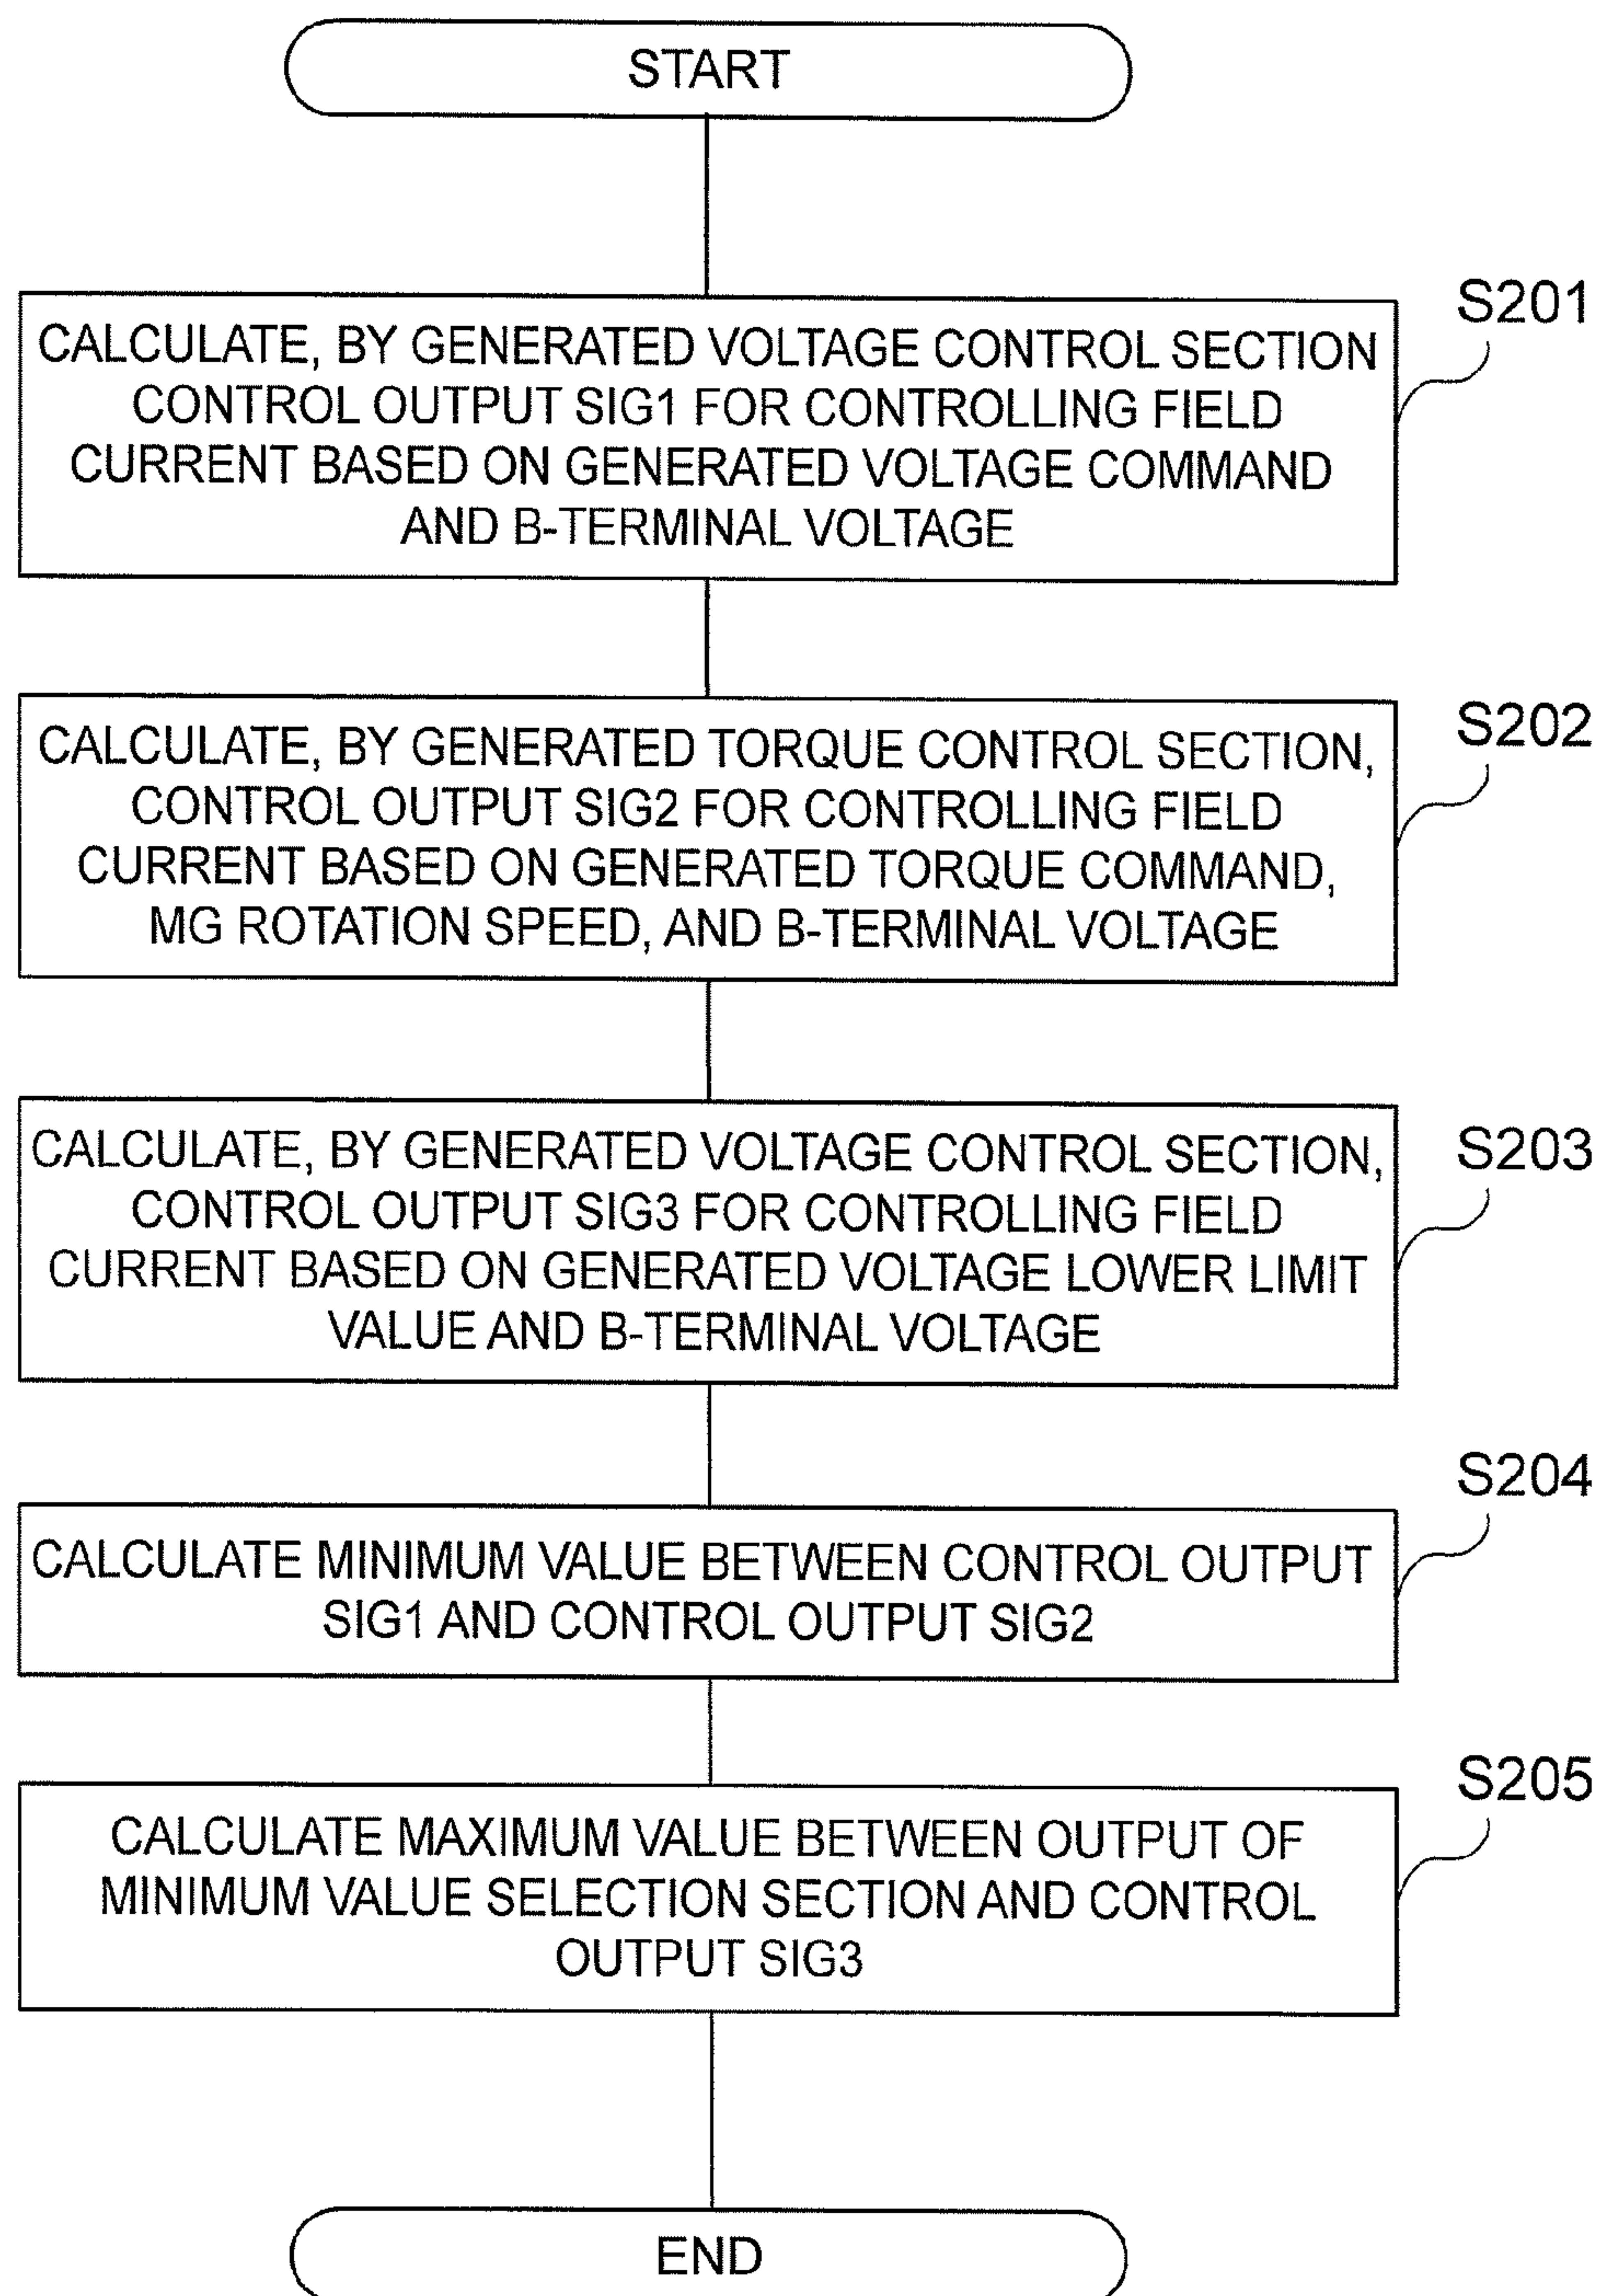 START
S201
CALCULATE, BY GENERATED VOLTAGE CONTROL SECTION
CONTROL OUTPUT SIG1 FOR CONTROLLING FIELD
CURRENT BASED ON GENERATED VOLTAGE COMMAND
AND B-TERMINAL VOLTAGE
S202
CALCULATE, BY GENERATED TORQUE CONTROL SECTION,
CONTROL OUTPUT SIG2 FOR CONTROLLING FIELD
CURRENT BASED ON GENERATED TORQUE COMMAND,
MG ROTATION SPEED, AND B-TERMINAL VOLTAGE
S203
CALCULATE, BY GENERATED VOLTAGE CONTROL SECTION,
CONTROL OUTPUT SIG3 FOR CONTROLLING FIELD
CURRENT BASED ON GENERATED VOLTAGE LOWER LIMIT
VALUE AND B-TERMINAL VOLTAGE
S204
CALCULATE MINIMUM VALUE BETWEEN CONTROL OUTPUT
SIG1 AND CONTROL OUTPUT SIG2
S205
CALCULATE MAXIMUM VALUE BETWEEN OUTPUT OF
MINIMUM VALUE SELECTION SECTION AND CONTROL
OUTPUT SIG3
END